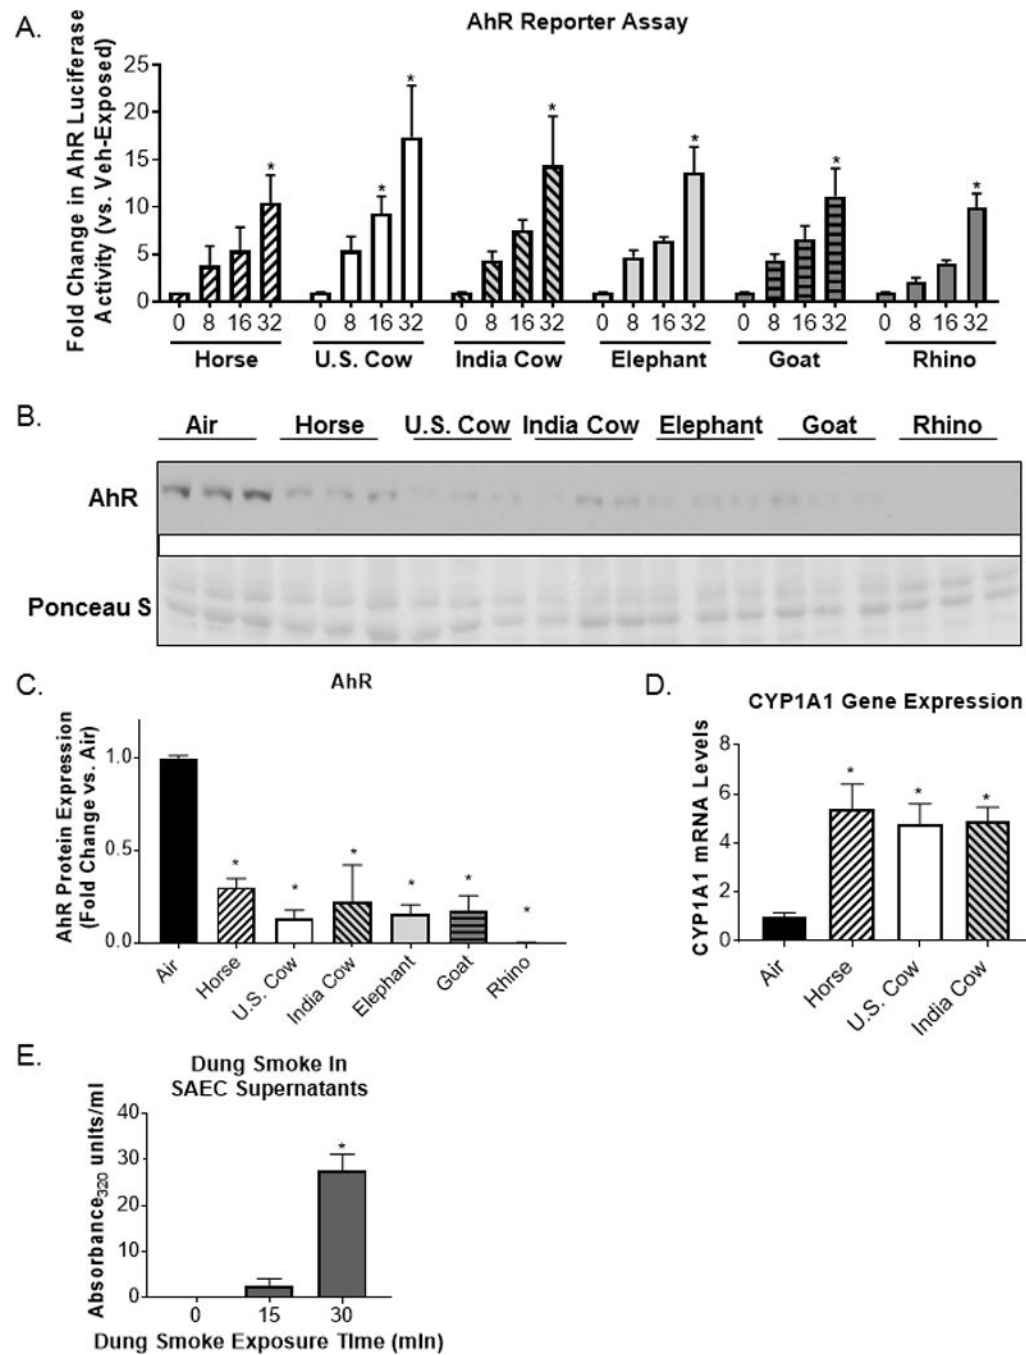 A.
AhR Reporter Assay
Fold Change in AhR Luciferase
Activity (vs. Veh-Exposed)
25
20
15
10
5
0
* * * * * * *
0 8 16 32 0 8 16 32 0 8 16 32 0 8 16 32 0 8 16 32 0 8 16 32
Horse U.S. Cow India Cow Elephant Goat Rhino
B.
Air Horse U.S. Cow India Cow Elephant Goat Rhino
AhR
Ponceau S
C.
AhR
AhR Protein Expression
(Fold Change vs. Air)
1.0
0.5
0.0
* * * * * *
Air Horse U.S. Cow India Cow Elephant Goat Rhino
D.
CYP1A1 Gene Expression
CYP1A1 mRNA Levels
8
6
4
2
0
* * *
Air Horse U.S. Cow India Cow
E.
Dung Smoke In
SAEC Supernatants
Absorbance320 units/ml
40
30
20
10
0
*
0 15 30
Dung Smoke Exposure Time (min)